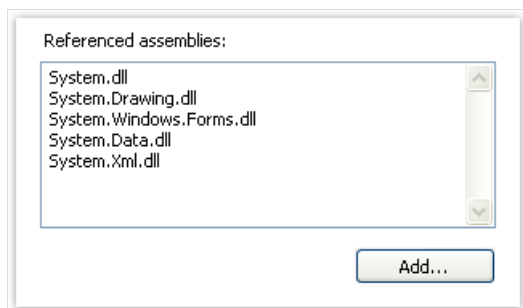 Referenced assemblies:
System.dll
System.Drawing.dll
System.Windows.Forms.dll
System.Data.dll
System.Xml.dll
Add...